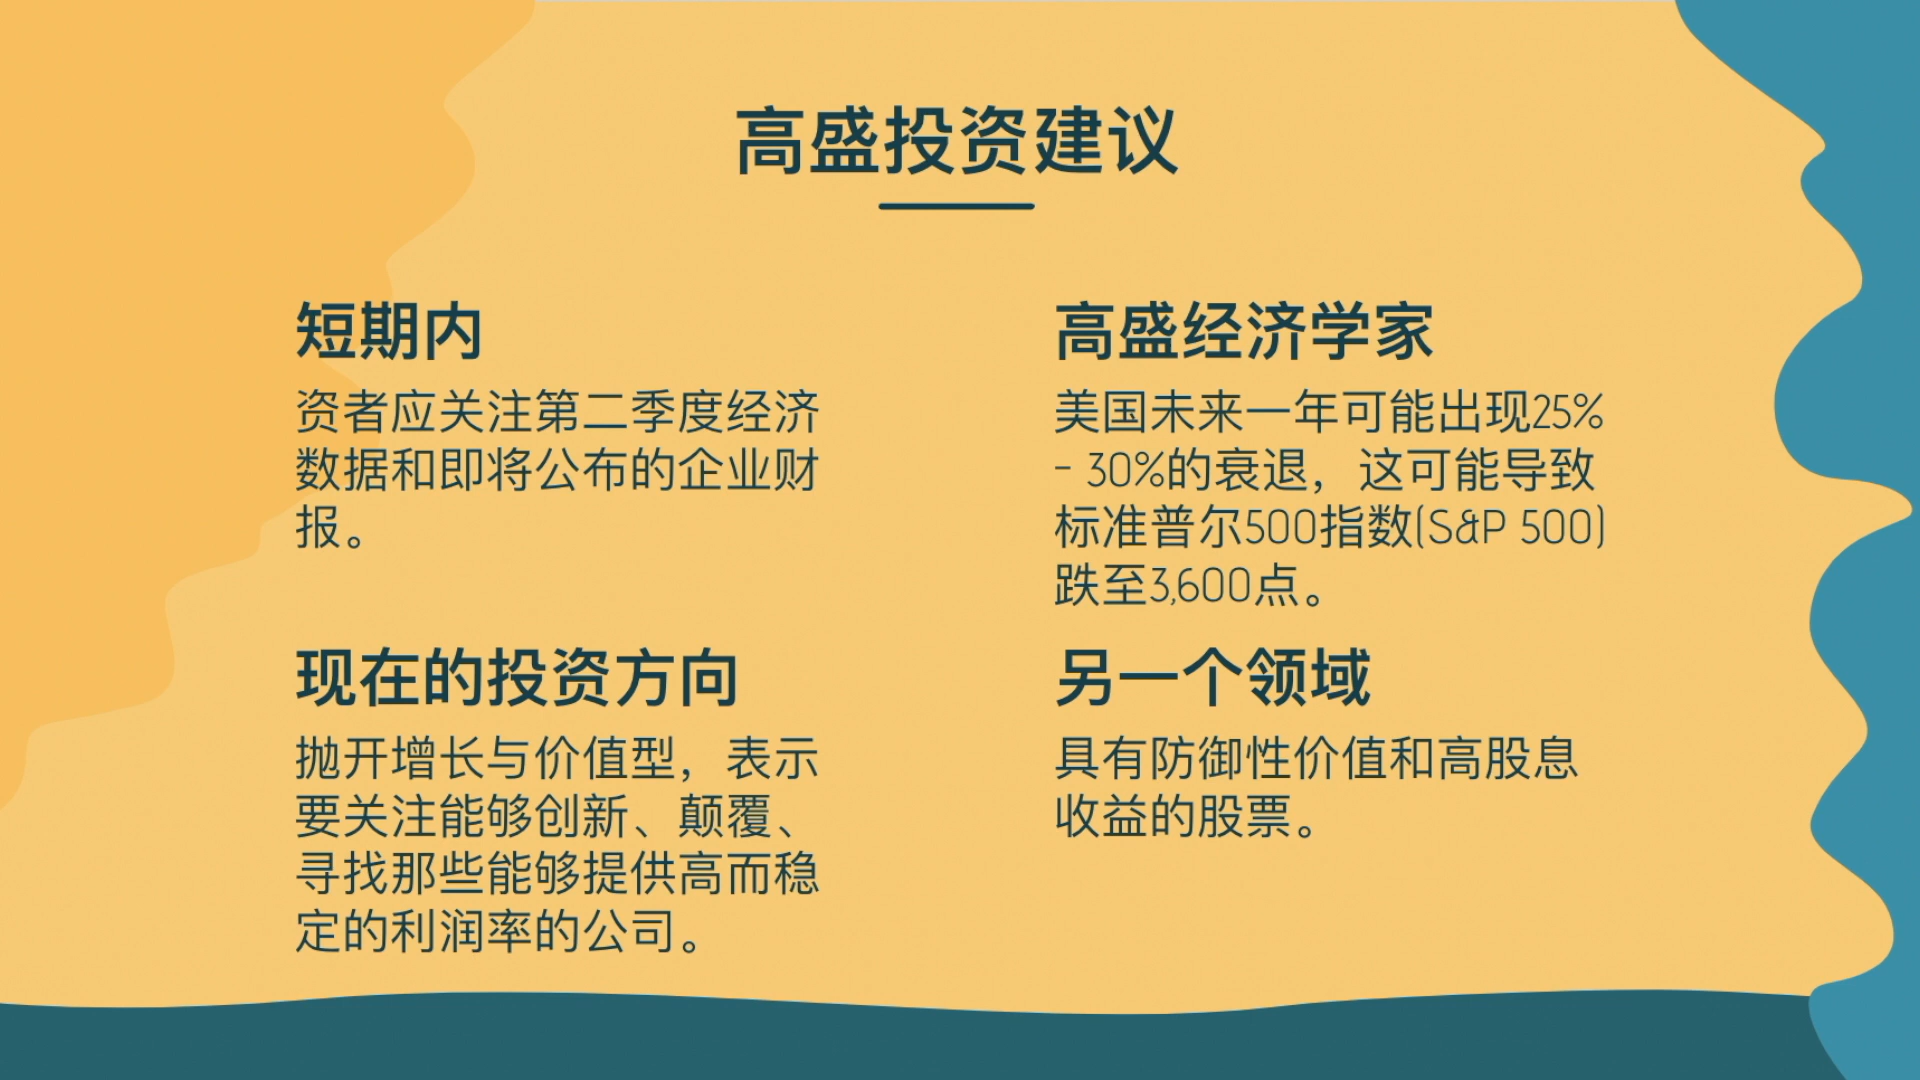 高盛投资建议
短期内
资者应关注第二季度经济
数据和即将公布的企业财
报。
高盛经济学家
美国未来一年可能出现25%
- 30%的衰退，这可能导致
标准普尔500指数(S&P 500)
跌至3,600点。
现在的投资方向
抛开增长与价值型，表示
要关注能够创新、颠覆、
寻找那些能够提供高而稳
定的利润率的公司。
另一个领域
具有防御性价值和高股息
收益的股票。